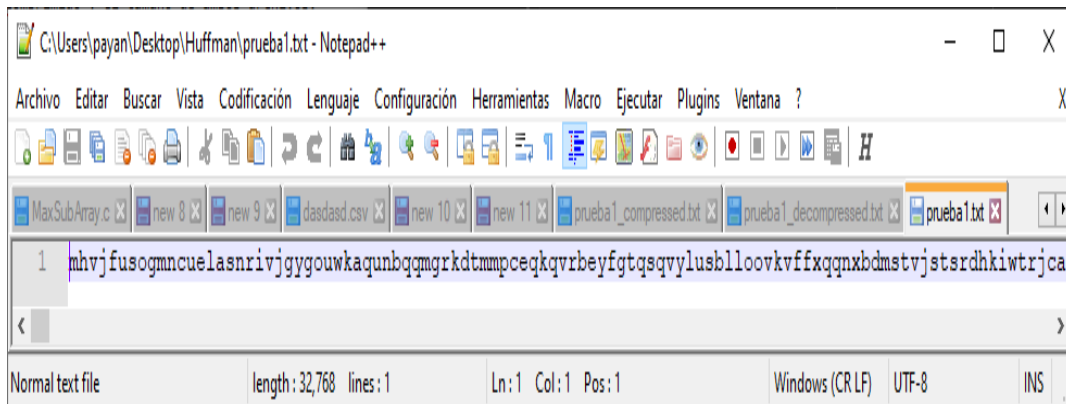 C:\Users\payan\Desktop\Huffman\prueba1.txt - Notepad++
Archivo Editar Buscar Vista Codificación Lenguaje Configuración Herramientas Macro Ejecutar Plugins Ventana ? X
MaxSubArray.c new 8 new 9 dasdasd.csv new 10 new 11 prueba1_compressed.txt prueba1_decompressed.txt prueba1.txt
1 mhvjfusogmncuelasnrivjgygouwkaqunbqqmgrkdtmmpceqkqvrbeyfgtqsqvylusblloovkvffxqqnxbdmstvjstsrdhkiwtrjca
Normal text file length : 32,768 lines : 1 Ln : 1 Col : 1 Pos : 1 Windows (CR LF) UTF-8 INS